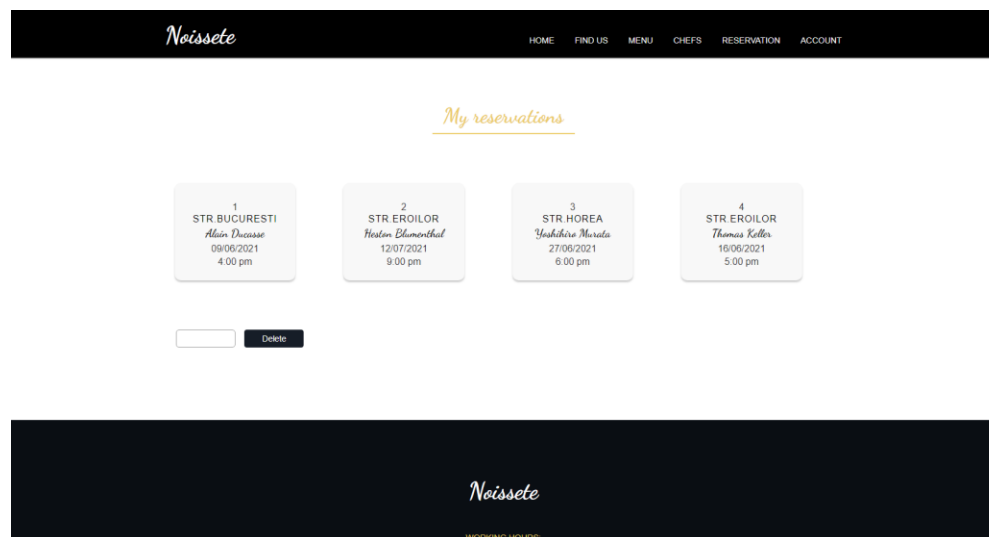 Noissete
HOME FIND US MENU CHEFS RESERVATION ACCOUNT
My reservations
1
STR.BUCURESTI
Alain Ducasse
09/06/2021
4:00 pm
2
STR.EROILOR
Heston Blumenthal
12/07/2021
9:00 pm
3
STR.HOREA
Yoshihiro Murata
27/06/2021
6:00 pm
4
STR.EROILOR
Thomas Keller
16/06/2021
5:00 pm
Delete
Noissete
WORKING HOURS: